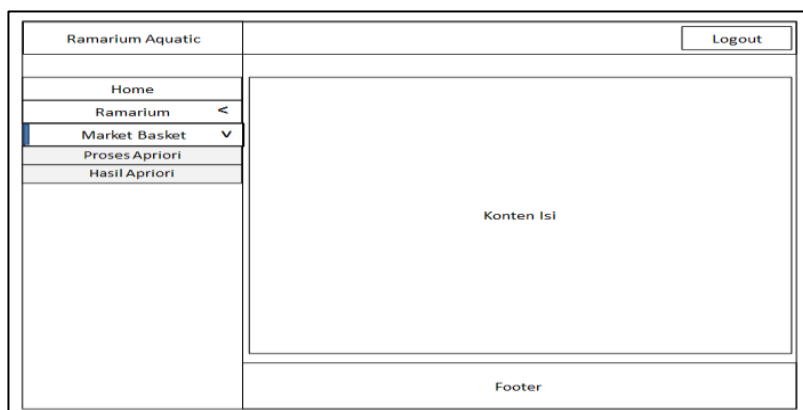 Ramarium Aquatic
Logout
Home
Ramarium <
Market Basket v
Proses Apriori
Hasil Apriori
Konten Isi
Footer